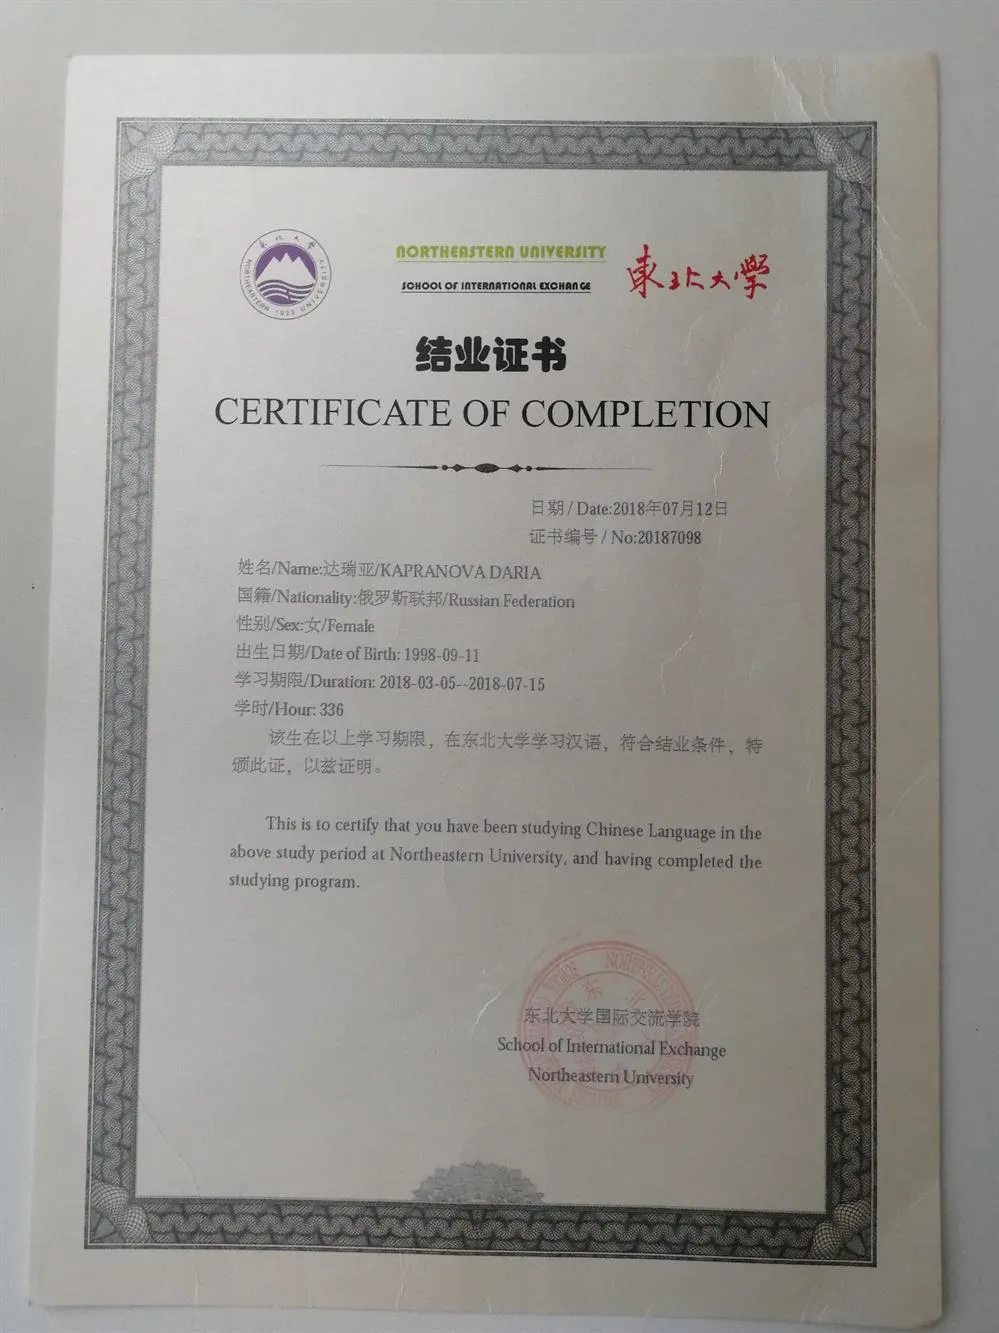 东北大学
NORTHEASTERN 1923 UNIVERSITY
NORTHEASTERN UNIVERSITY
SCHOOL OF INTERNATIONAL EXCHANGE
東北大學
结业证书
CERTIFICATE OF COMPLETION
日期 / Date:2018年07月12日
证书编号 / No:20187098
姓名/Name:达瑞亚/KAPRANOVA DARIA
国籍/Nationality:俄罗斯联邦/Russian Federation
性别/Sex:女/Female
出生日期/Date of Birth: 1998-09-11
学习期限/Duration: 2018-03-05--2018-07-15
学时/Hour: 336
该生在以上学习期限，在东北大学学习汉语，符合结业条件，特
颁此证，以兹证明。
This is to certify that you have been studying Chinese Language in the
above study period at Northeastern University, and having completed the
studying program.
东北大学国际交流学院
School of International Exchange
Northeastern University